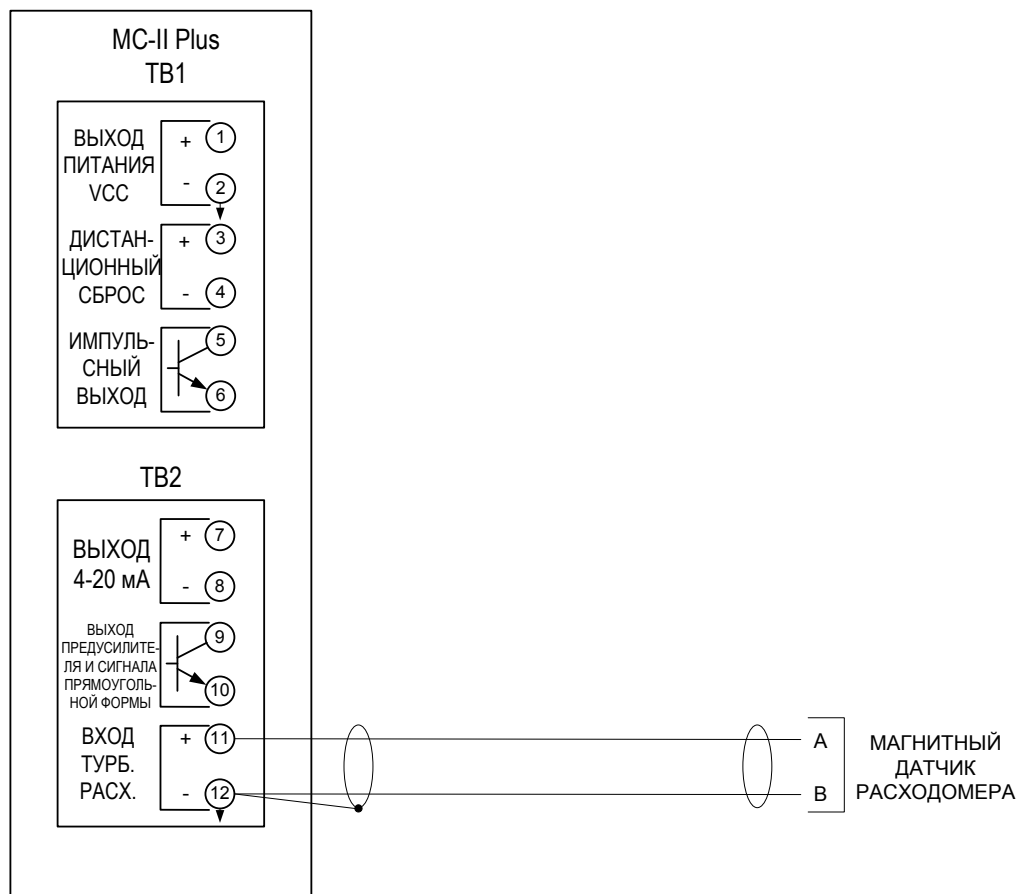 MC-II Plus
TB1
ВЫХОД
ПИТАНИЯ
VCC
+ 1
- 2
ДИСТАН-
ЦИОННЫЙ
СБРОС
+ 3
- 4
ИМПУЛЬ-
СНЫЙ
ВЫХОД
5
6
TB2
ВЫХОД
4-20 мА
+ 7
- 8
ВЫХОД
ПРЕДУСИЛИТЕ-
ЛЯ И СИГНАЛА
ПРЯМОУГОЛЬ-
НОЙ ФОРМЫ
9
10
ВХОД
ТУРБ.
РАСХ.
+ 11
- 12
A
B
МАГНИТНЫЙ
ДАТЧИК
РАСХОДОМЕРА